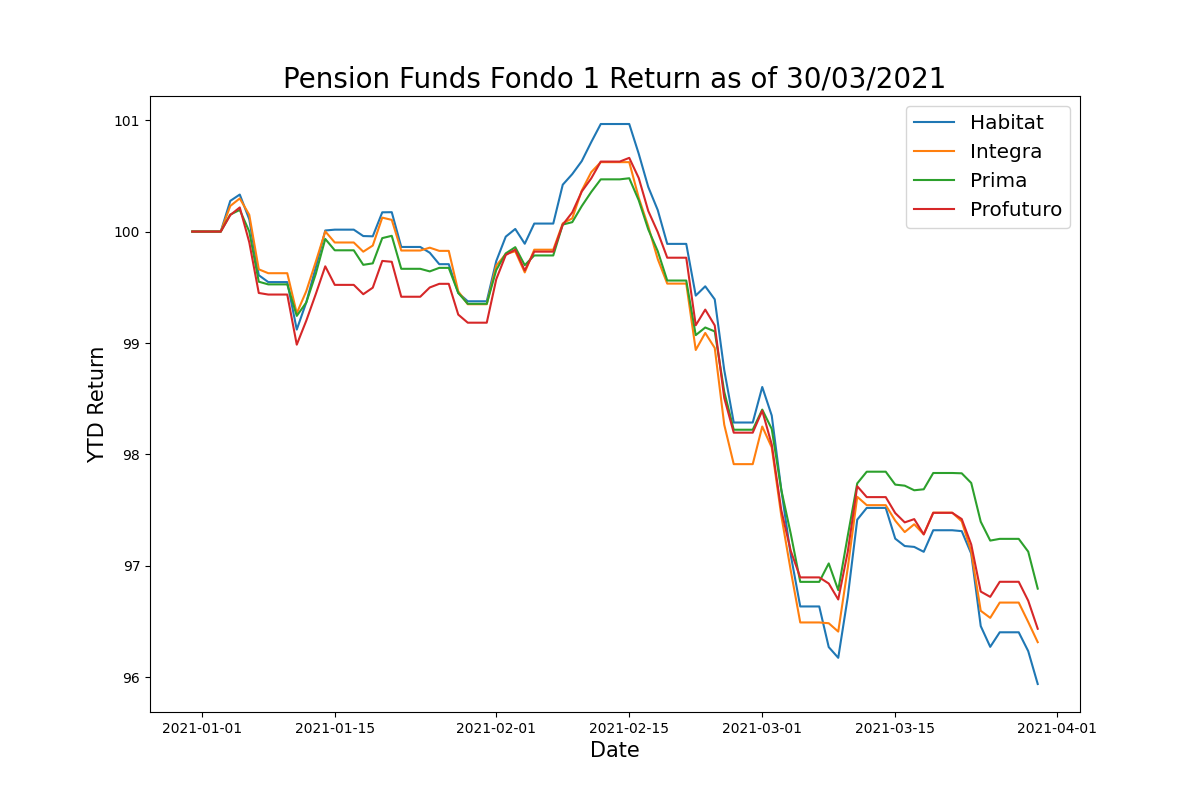 Pension Funds Fondo 1 Return as of 30/03/2021
101
100
99
98
97
96
YTD Return
Habitat
Integra
Prima
Profuturo
2021-01-01 2021-01-15 2021-02-01 2021-02-15 2021-03-01 2021-03-15 2021-04-01
Date